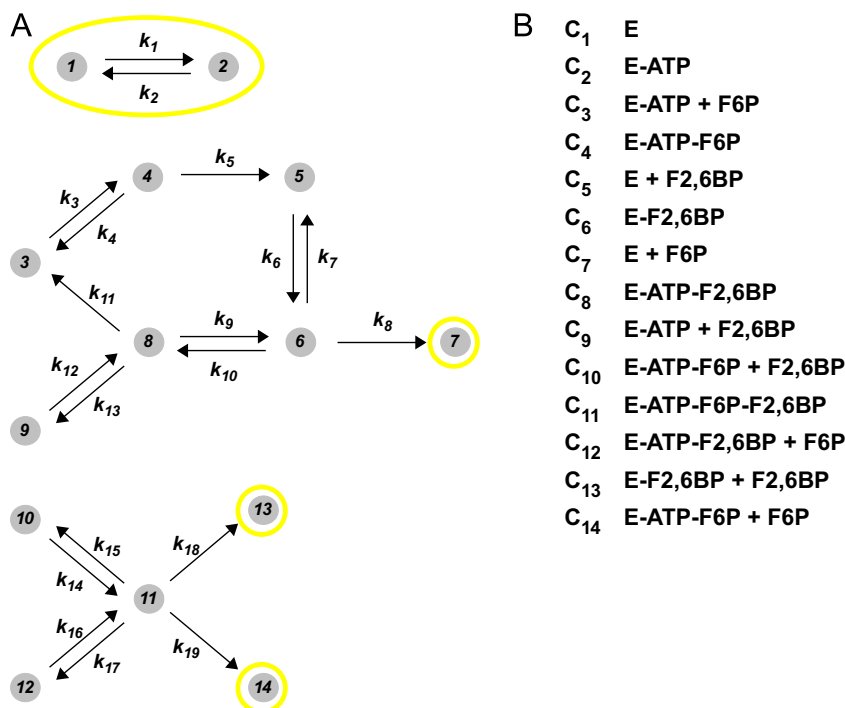 A
k1
1
2
k2
4
k5
5
k3
k4
3
k6
k7
k11
8
k9
6
k8
7
k10
k12
k13
9
10
k15
k14
11
k18
13
k16
k17
k19
12
14
B
C1 E
C2 E-ATP
C3 E-ATP + F6P
C4 E-ATP-F6P
C5 E + F2,6BP
C6 E-F2,6BP
C7 E + F6P
C8 E-ATP-F2,6BP
C9 E-ATP + F2,6BP
C10 E-ATP-F6P + F2,6BP
C11 E-ATP-F6P-F2,6BP
C12 E-ATP-F2,6BP + F6P
C13 E-F2,6BP + F2,6BP
C14 E-ATP-F6P + F6P